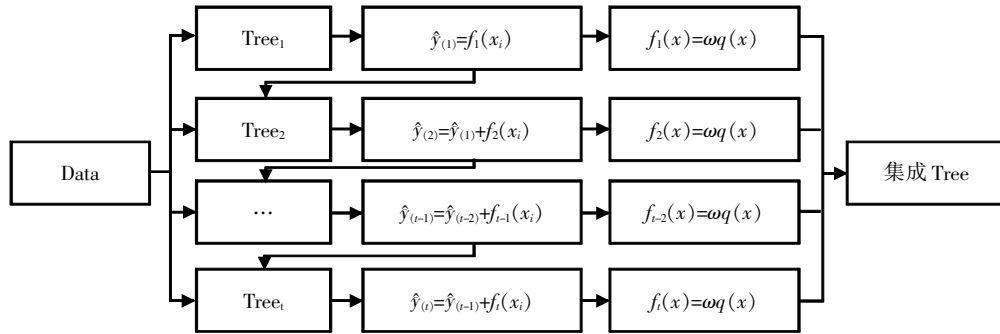 Tree₁
ŷ₍₁₎=f₁(xᵢ)
f₁(x)=ωq(x)
Tree₂
ŷ₍₂₎=ŷ₍₁₎+f₂(xᵢ)
f₂(x)=ωq(x)
Data
集成 Tree
…
ŷ₍ₜ₋₁₎=ŷ₍ₜ₋₂₎+fₜ₋₁(xᵢ)
fₜ₋₂(x)=ωq(x)
Treeₜ
ŷ₍ₜ₎=ŷ₍ₜ₋₁₎+fₜ(xᵢ)
fₜ(x)=ωq(x)